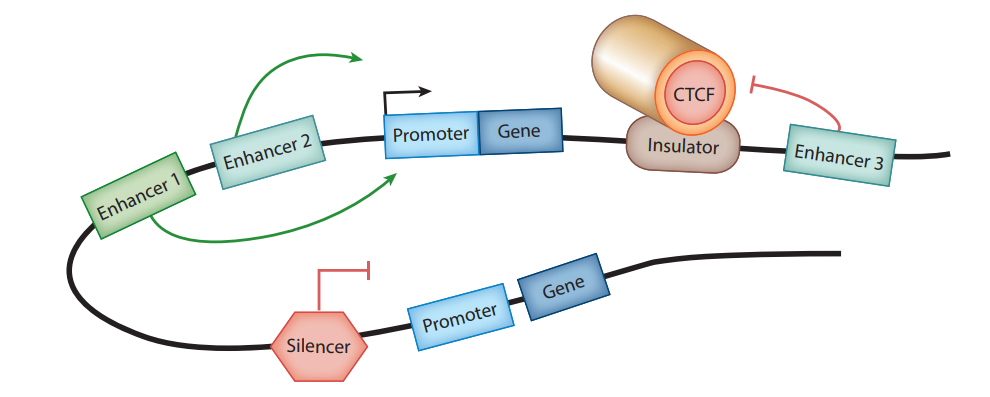 CTCF
Enhancer 2
Promoter
Gene
Insulator
Enhancer 3
Enhancer 1
Silencer
Promoter
Gene